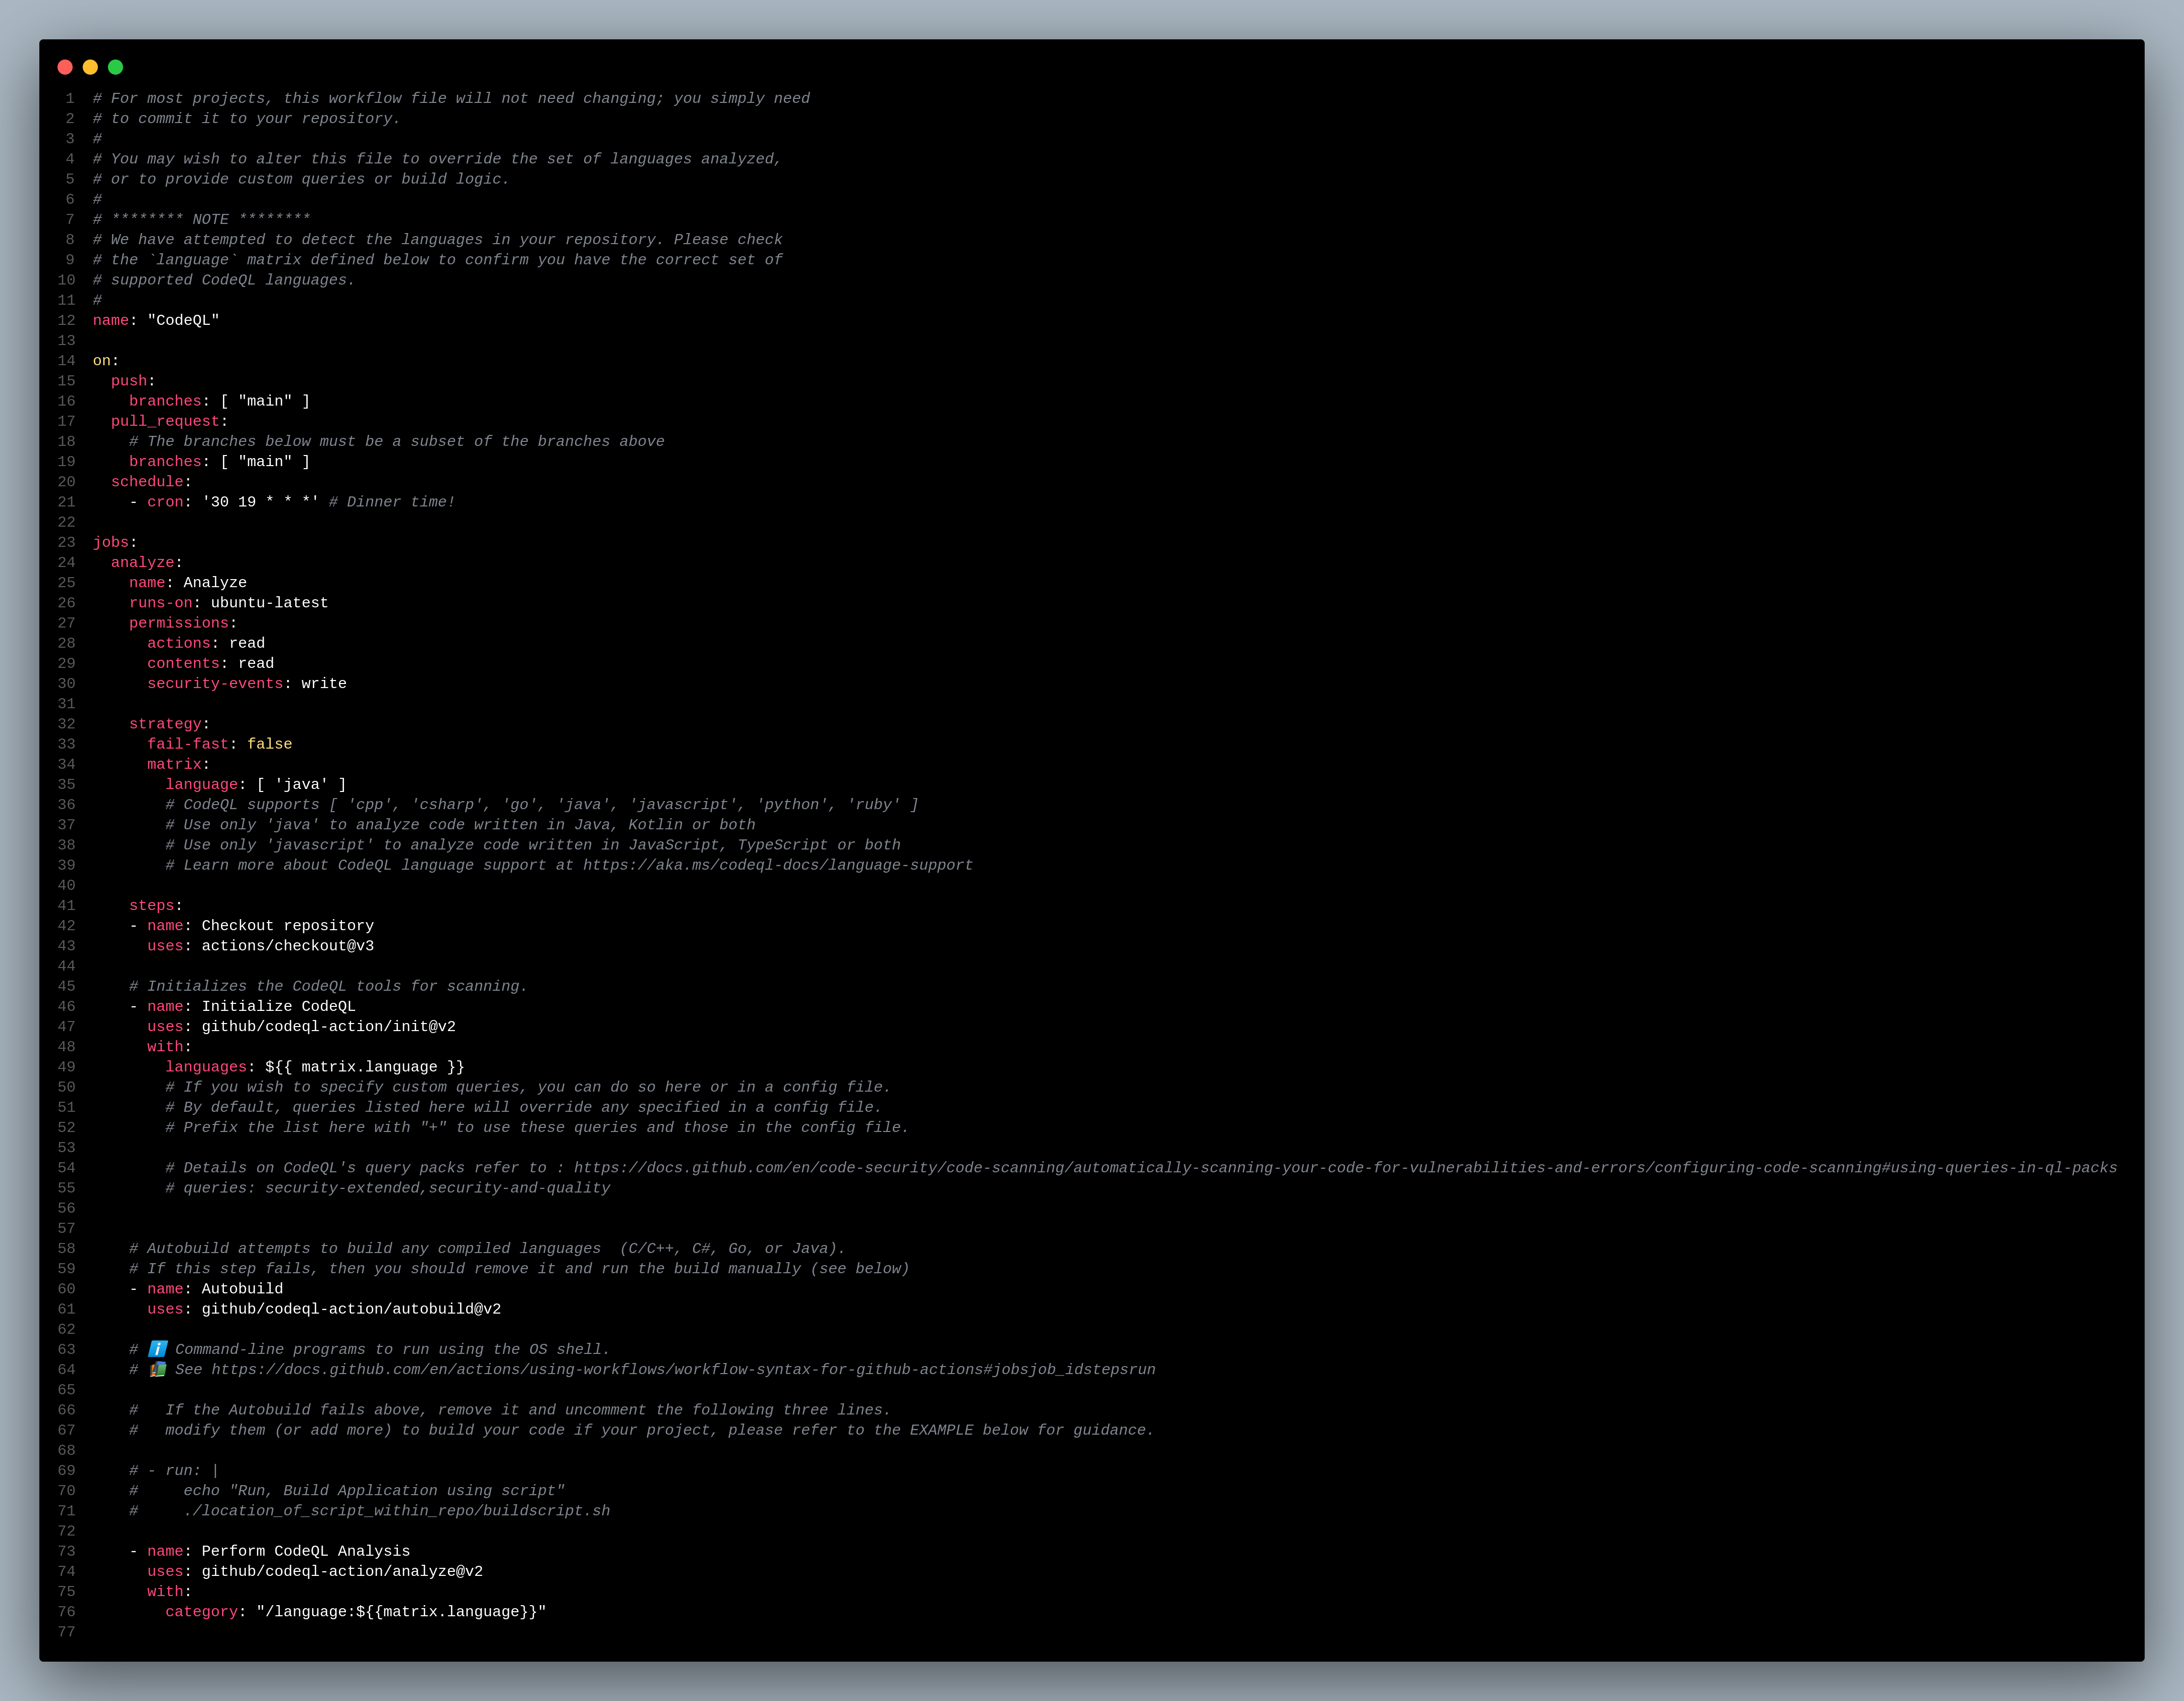 1 # For most projects, this workflow file will not need changing; you simply need
2 # to commit it to your repository.
3 #
4 # You may wish to alter this file to override the set of languages analyzed,
5 # or to provide custom queries or build logic.
6 #
7 # ******** NOTE ********
8 # We have attempted to detect the languages in your repository. Please check
9 # the `language` matrix defined below to confirm you have the correct set of
10 # supported CodeQL languages.
11 #
12 name: "CodeQL"
13
14 on:
15   push:
16     branches: [ "main" ]
17   pull_request:
18     # The branches below must be a subset of the branches above
19     branches: [ "main" ]
20   schedule:
21     - cron: '30 19 * * *' # Dinner time!
22
23 jobs:
24   analyze:
25     name: Analyze
26     runs-on: ubuntu-latest
27     permissions:
28       actions: read
29       contents: read
30       security-events: write
31
32     strategy:
33       fail-fast: false
34       matrix:
35         language: [ 'java' ]
36         # CodeQL supports [ 'cpp', 'csharp', 'go', 'java', 'javascript', 'python', 'ruby' ]
37         # Use only 'java' to analyze code written in Java, Kotlin or both
38         # Use only 'javascript' to analyze code written in JavaScript, TypeScript or both
39         # Learn more about CodeQL language support at https://aka.ms/codeql-docs/language-support
40
41     steps:
42     - name: Checkout repository
43       uses: actions/checkout@v3
44
45     # Initializes the CodeQL tools for scanning.
46     - name: Initialize CodeQL
47       uses: github/codeql-action/init@v2
48       with:
49         languages: ${{ matrix.language }}
50         # If you wish to specify custom queries, you can do so here or in a config file.
51         # By default, queries listed here will override any specified in a config file.
52         # Prefix the list here with "+" to use these queries and those in the config file.
53
54         # Details on CodeQL's query packs refer to : https://docs.github.com/en/code-security/code-scanning/automatically-scanning-your-code-for-vulnerabilities-and-errors/configuring-code-scanning#using-queries-in-ql-packs
55         # queries: security-extended,security-and-quality
56
57
58     # Autobuild attempts to build any compiled languages  (C/C++, C#, Go, or Java).
59     # If this step fails, then you should remove it and run the build manually (see below)
60     - name: Autobuild
61       uses: github/codeql-action/autobuild@v2
62
63     # ℹ️ Command-line programs to run using the OS shell.
64     # 📚 See https://docs.github.com/en/actions/using-workflows/workflow-syntax-for-github-actions#jobsjob_idstepsrun
65
66     #   If the Autobuild fails above, remove it and uncomment the following three lines.
67     #   modify them (or add more) to build your code if your project, please refer to the EXAMPLE below for guidance.
68
69     # - run: |
70     #     echo "Run, Build Application using script"
71     #     ./location_of_script_within_repo/buildscript.sh
72
73     - name: Perform CodeQL Analysis
74       uses: github/codeql-action/analyze@v2
75       with:
76         category: "/language:${{matrix.language}}"
77